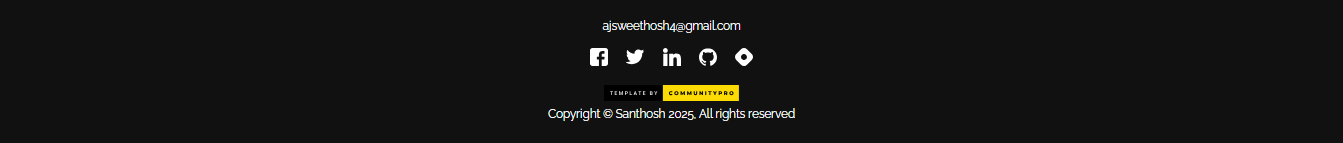 ajsweethosh4@gmail.com
TEMPLATE BY COMMUNITYPRO
Copyright © Santhosh 2025, All rights reserved